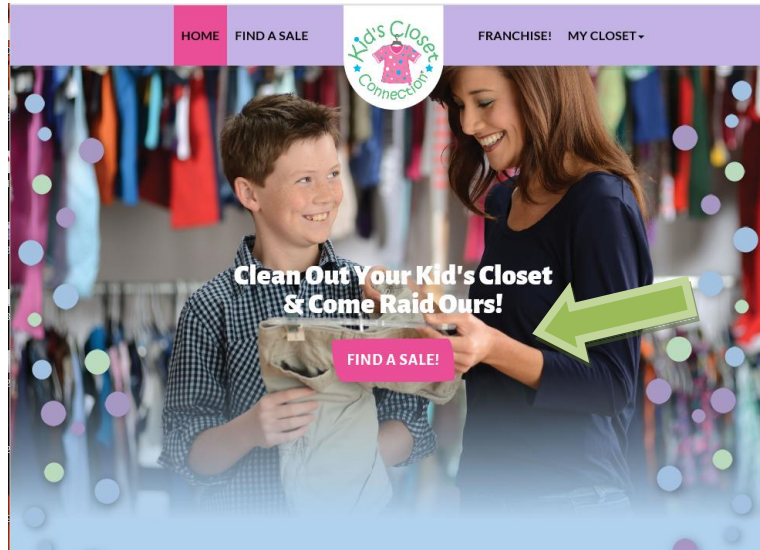 HOME
FIND A SALE
Kid's Closet
Connection
FRANCHISE!
MY CLOSET
Clean Out Your Kid's Closet
& Come Raid Ours!
FIND A SALE!